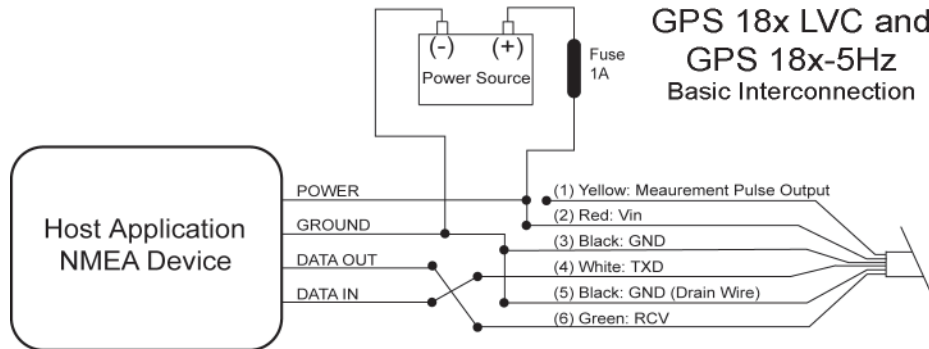 GPS 18x LVC and
GPS 18x-5Hz
Basic Interconnection
(-) (+)
Power Source
Fuse
1A
Host Application
NMEA Device
POWER
GROUND
DATA OUT
DATA IN
(1) Yellow: Meaurement Pulse Output
(2) Red: Vin
(3) Black: GND
(4) White: TXD
(5) Black: GND (Drain Wire)
(6) Green: RCV